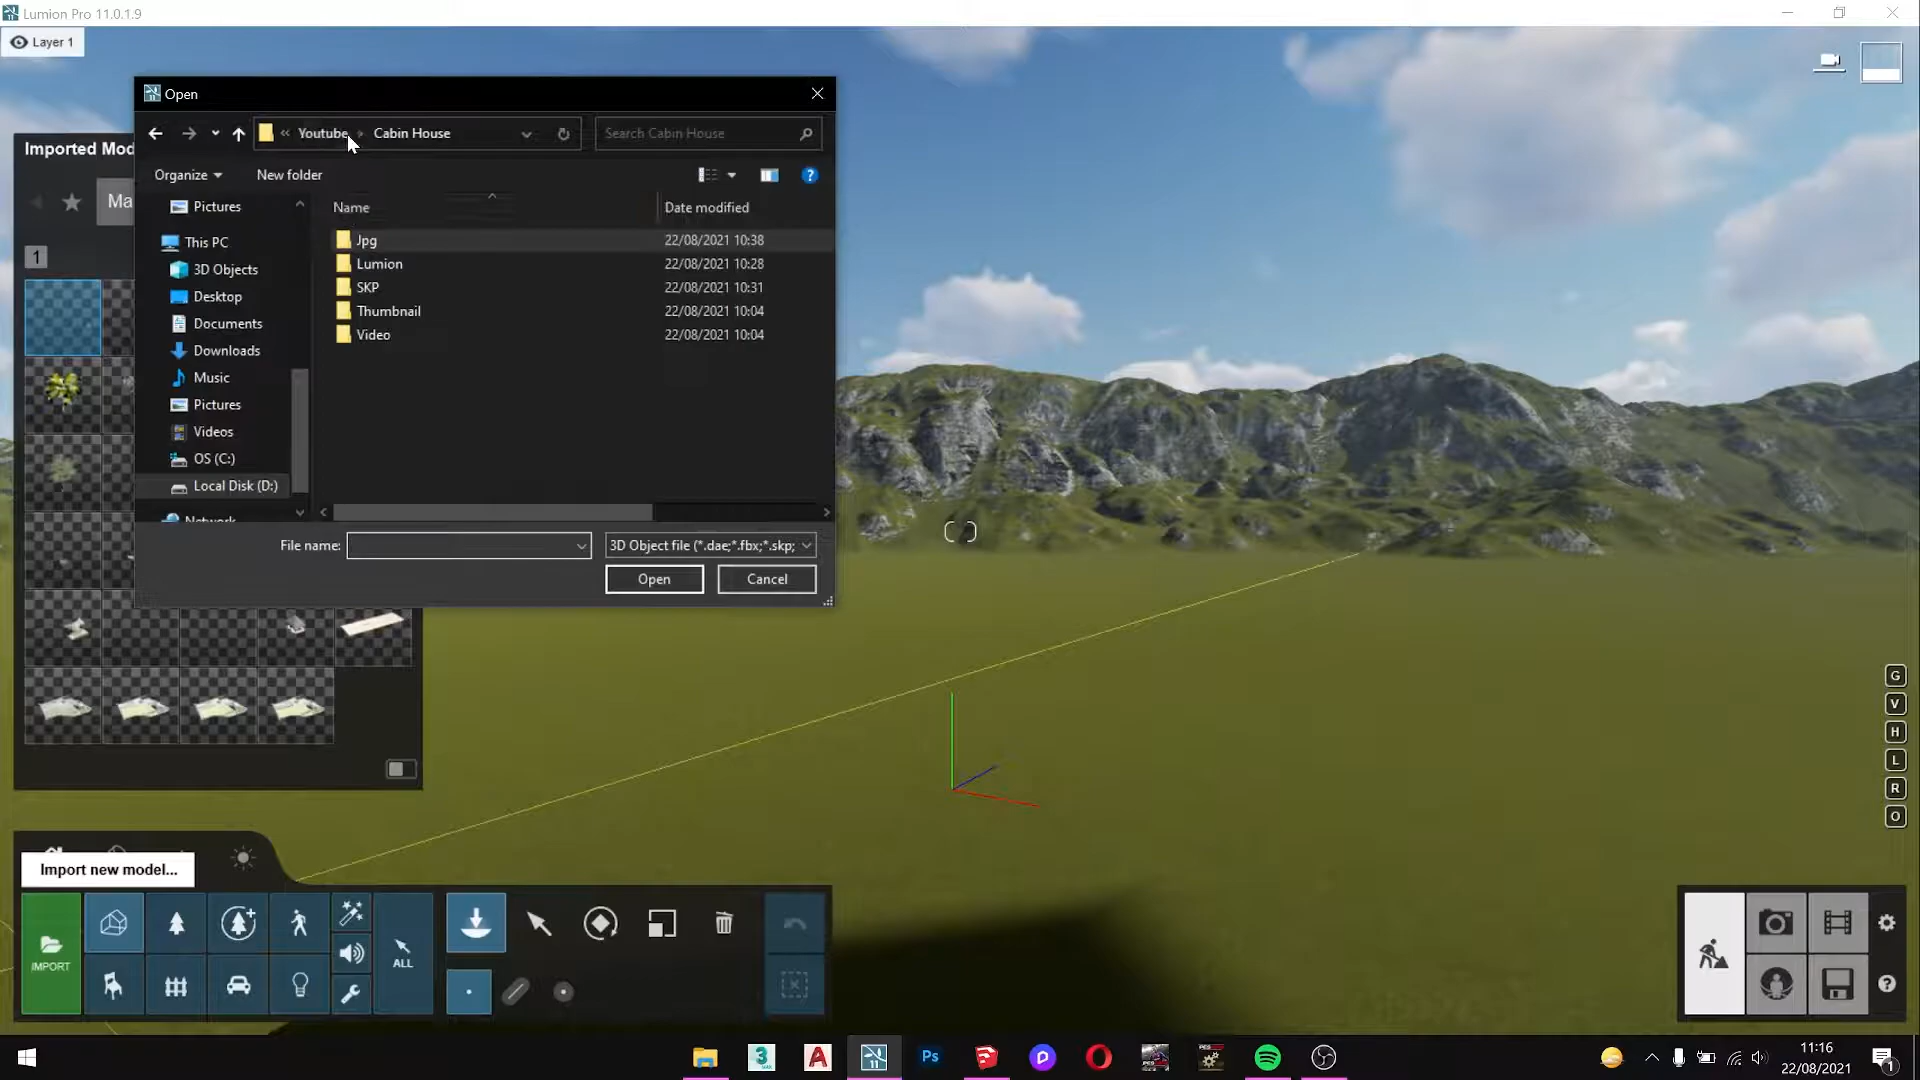 Lumion Pro 11.0.1.9
Layer 1
Open
Youtube Cabin House
Search Cabin House
Imported Mod
Organize
New folder
Ma
Pictures
Name
Date modified
1
This PC
Jpg
22/08/2021 10:38
3D Objects
Lumion
22/08/2021 10:28
Desktop
SKP
22/08/2021 10:31
Documents
Thumbnail
22/08/2021 10:04
Downloads
Video
22/08/2021 10:04
Music
Pictures
Videos
OS (C:)
Local Disk (D:)
Network
File name:
3D Object file (*.dae;*.fbx;*.skp;
Open
Cancel
G
V
H
L
R
O
Import new model...
IMPORT
ALL
11
Ps
11:16
22/08/2021
1